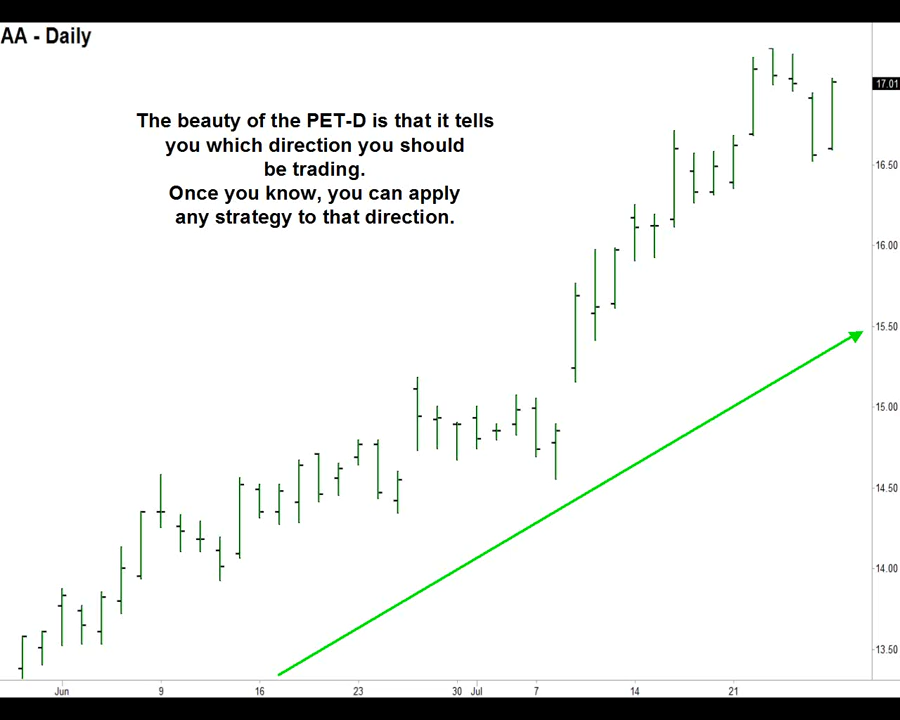 AA - Daily
The beauty of the PET-D is that it tells
you which direction you should
be trading.
Once you know, you can apply
any strategy to that direction.
17.01
16.50
16.00
15.50
15.00
14.50
14.00
13.50
Jun 9 16 23 30 Jul 7 14 21